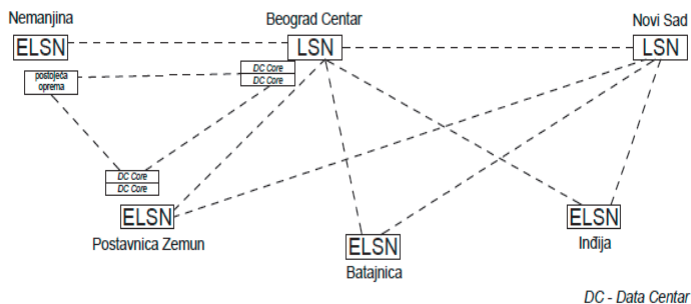 Nemanjina
ELSN
Beograd Centar
LSN
Novi Sad
LSN
postojeća
oprema
DC Core
DC Core
DC Core
DC Core
ELSN
Postavnica Zemun
ELSN
Batajnica
ELSN
Inđija
DC - Data Centar